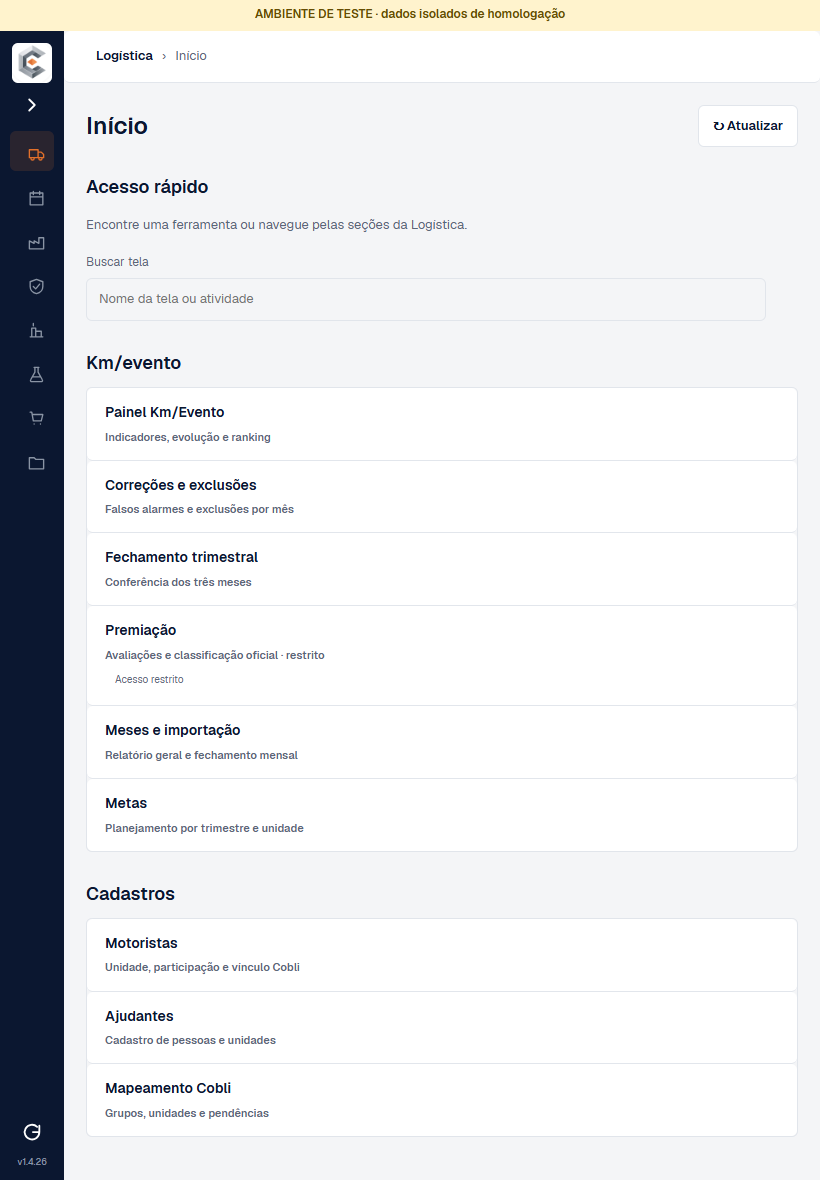 AMBIENTE DE TESTE · dados isolados de homologação
Logística › Início
Início
↻ Atualizar
Acesso rápido
Encontre uma ferramenta ou navegue pelas seções da Logística.
Buscar tela
Nome da tela ou atividade
Km/evento
Painel Km/Evento
Indicadores, evolução e ranking
Correções e exclusões
Falsos alarmes e exclusões por mês
Fechamento trimestral
Conferência dos três meses
Premiação
Avaliações e classificação oficial · restrito
Acesso restrito
Meses e importação
Relatório geral e fechamento mensal
Metas
Planejamento por trimestre e unidade
Cadastros
Motoristas
Unidade, participação e vínculo Cobli
Ajudantes
Cadastro de pessoas e unidades
Mapeamento Cobli
Grupos, unidades e pendências
v1.4.26